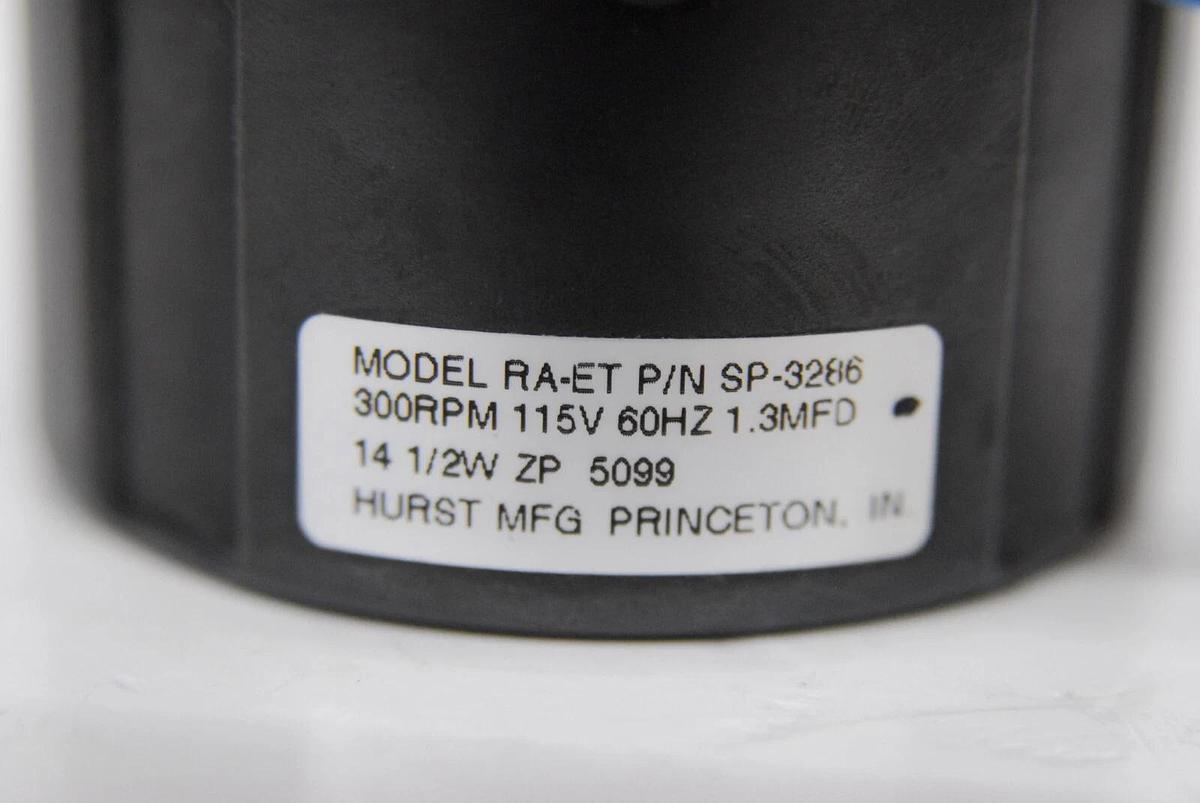 MODEL RA-ET P/N SP-3286
300RPM 115V 60HZ 1.3MFD
14 1/2W ZP 5099
HURST MFG PRINCETON, IN.